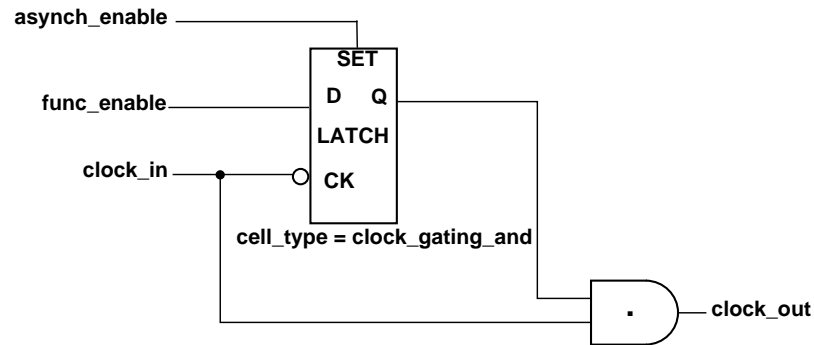 asynch_enable
SET
func_enable
D Q
LATCH
clock_in
CK
cell_type = clock_gating_and
.
clock_out